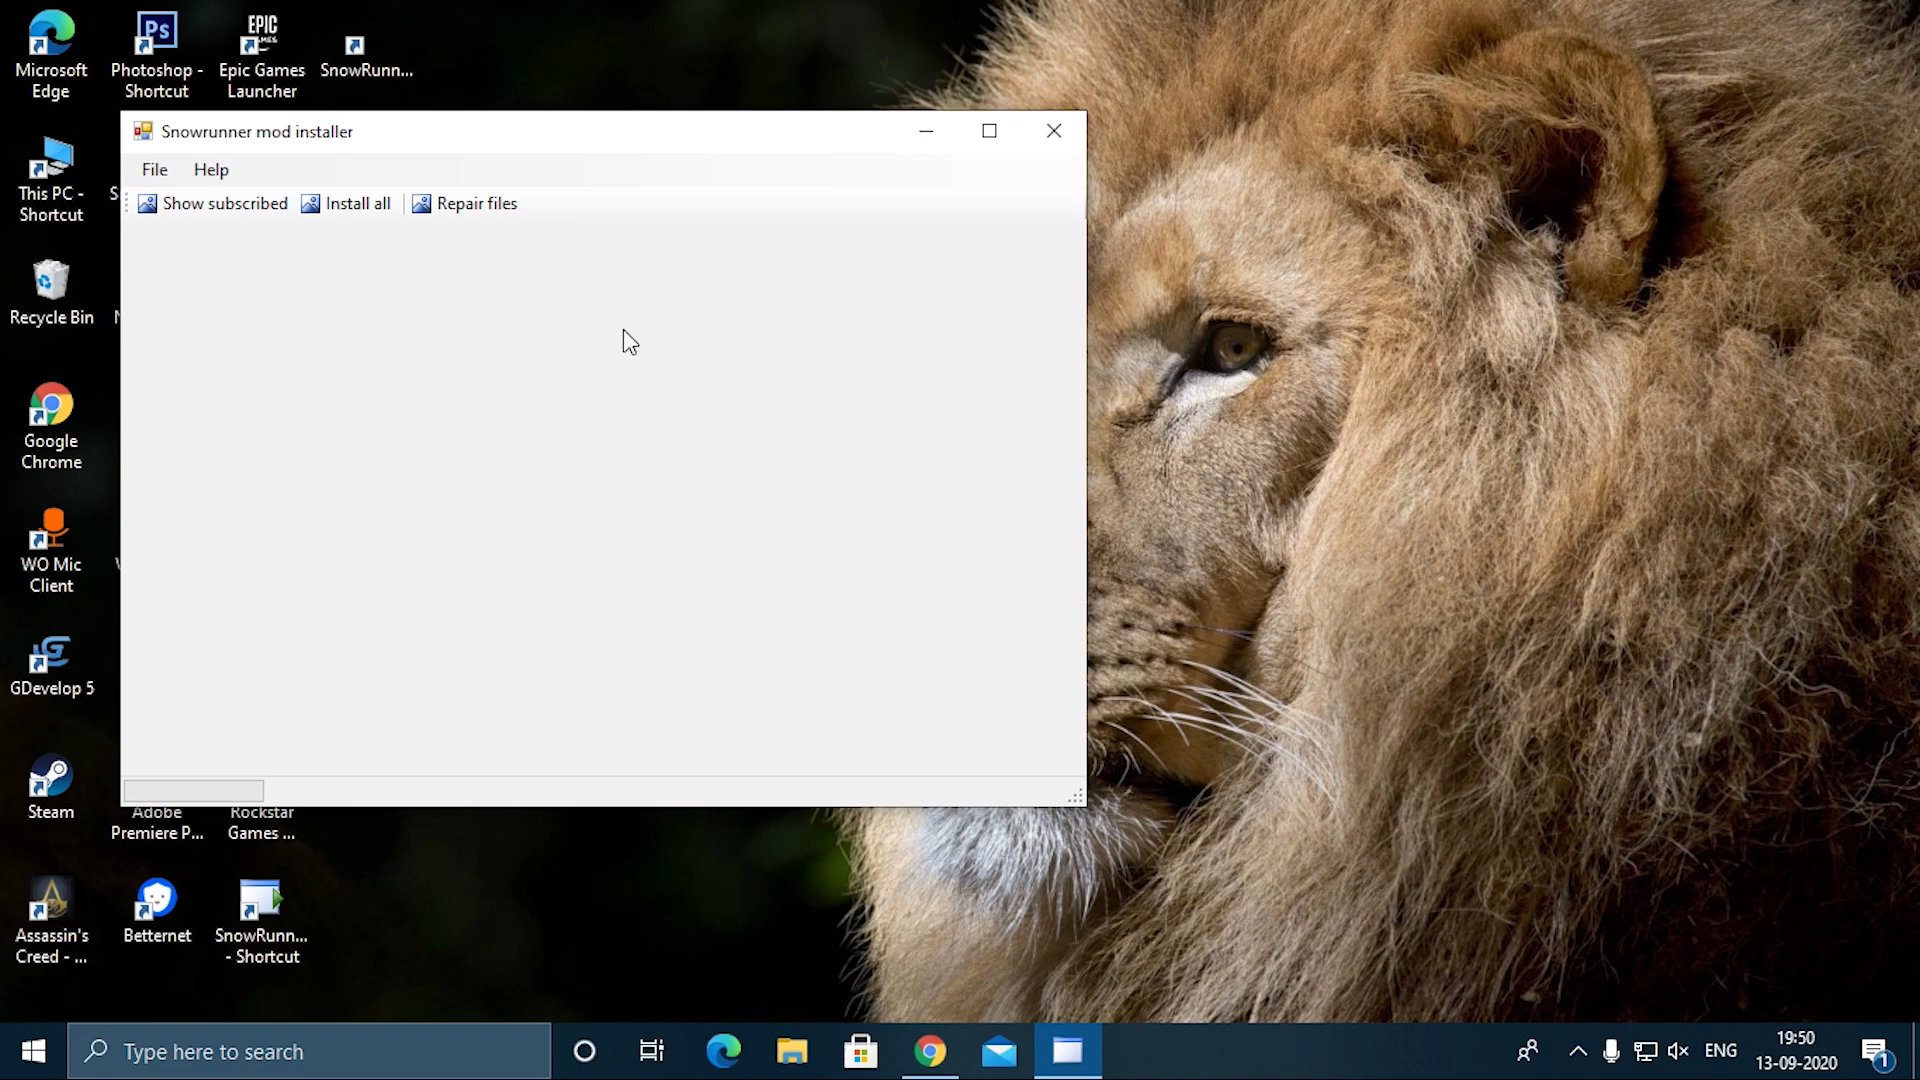 Microsoft
Edge
Photoshop -
Shortcut
Epic Games
Launcher
SnowRunn...
Ps
EPIC
Snowrunner mod installer
File Help
Show subscribed Install all Repair files
This PC -
Shortcut
Recycle Bin
Google
Chrome
WO Mic
Client
GDevelop 5
Steam
Adobe
Premiere P...
Rockstar
Games ...
Assassin's
Creed - ...
Betternet
SnowRunn...
- Shortcut
Type here to search
ENG
19:50
13-09-2020
1